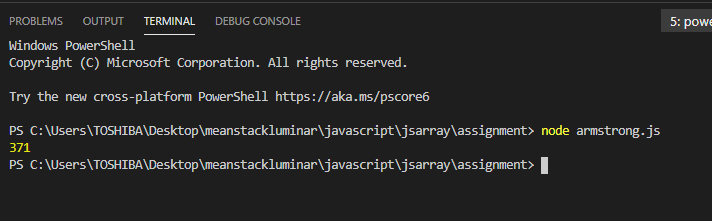 PROBLEMS OUTPUT TERMINAL DEBUG CONSOLE 5: powe
Windows PowerShell
Copyright (C) Microsoft Corporation. All rights reserved.
Try the new cross-platform PowerShell https://aka.ms/pscore6
PS C:\Users\TOSHIBA\Desktop\meanstackluminar\javascript\jsarray\assignment> node armstrong.js
371
PS C:\Users\TOSHIBA\Desktop\meanstackluminar\javascript\jsarray\assignment>